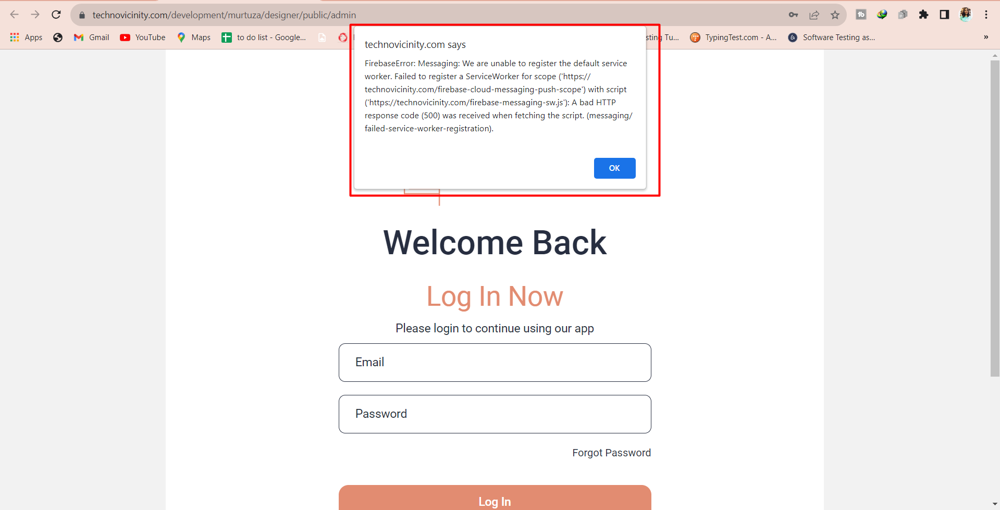 technovicinity.com/development/murtuza/designer/public/admin
Apps
Gmail
YouTube
Maps
to do list - Google...
sting Tu...
TypingTest.com - A...
Software Testing as...
»
technovicinity.com says
FirebaseError: Messaging: We are unable to register the default service
worker. Failed to register a ServiceWorker for scope ('https://
technovicinity.com/firebase-cloud-messaging-push-scope') with script
('https://technovicinity.com/firebase-messaging-sw.js'): A bad HTTP
response code (500) was received when fetching the script. (messaging/
failed-service-worker-registration).
OK
Welcome Back
Log In Now
Please login to continue using our app
Email
Password
Forgot Password
Log In